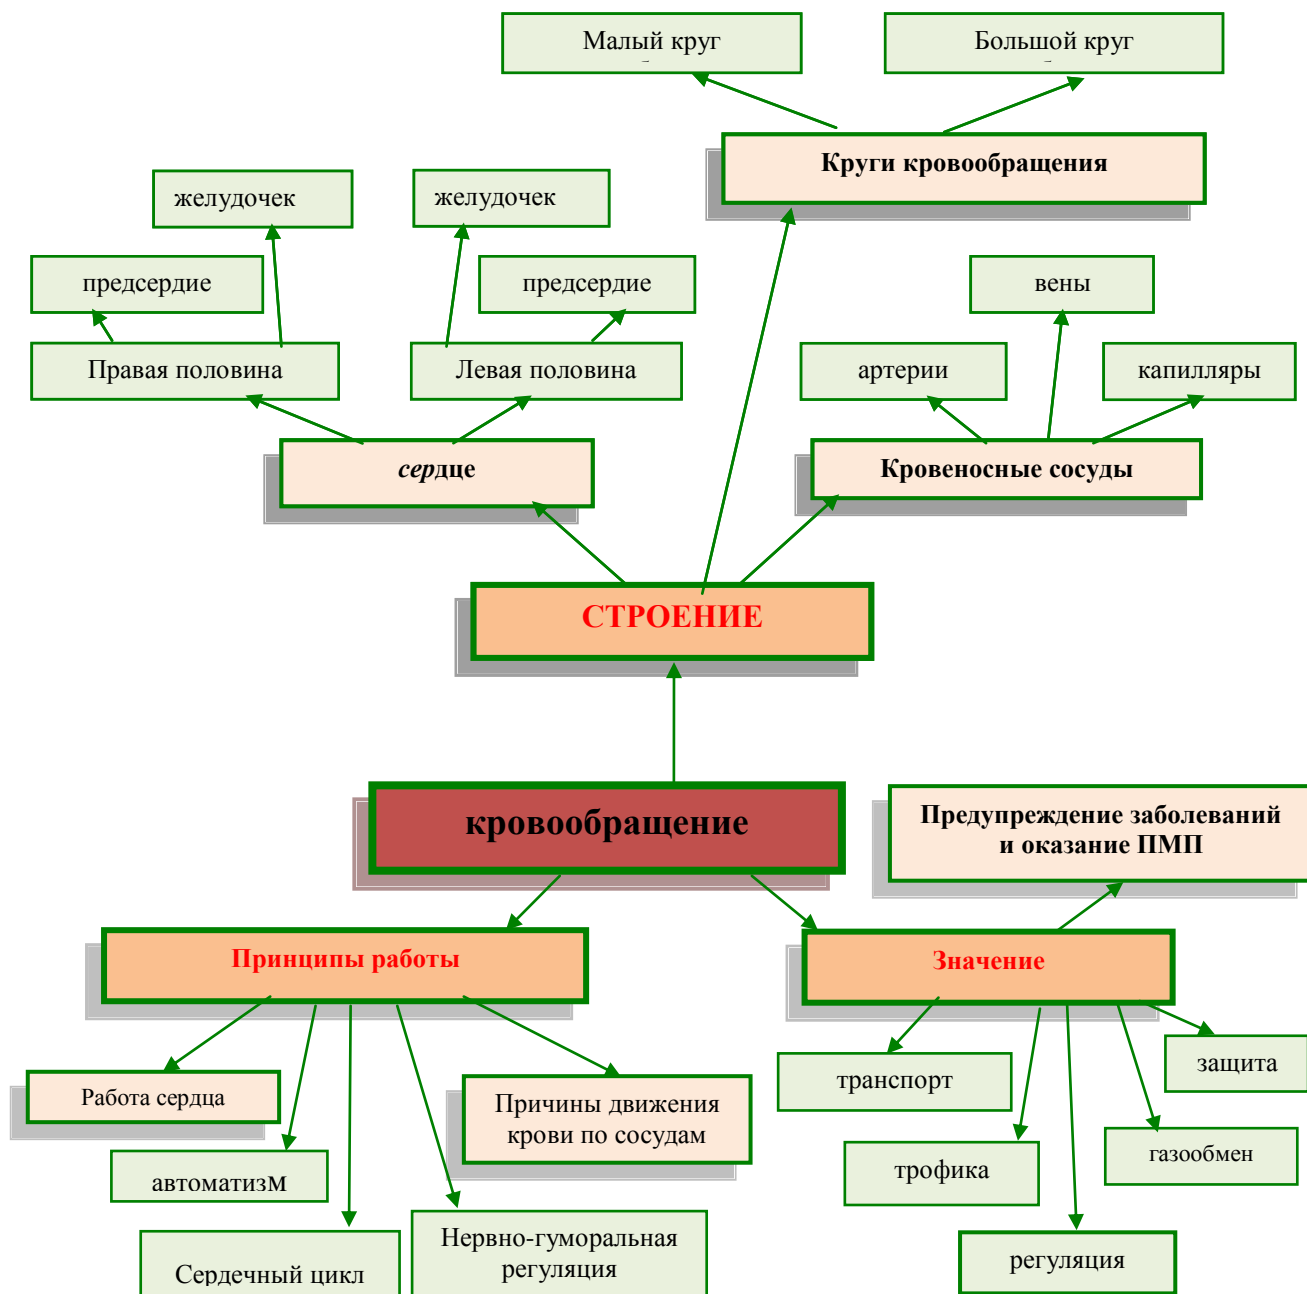 Малый круг
Большой круг
Круги кровообращения
желудочек
желудочек
предсердие
предсердие
вены
Правая половина
Левая половина
артерии
капилляры
сердце
Кровеносные сосуды
СТРОЕНИЕ
кровообращение
Предупреждение заболеваний
и оказание ПМП
Принципы работы
Значение
Работа сердца
Причины движения
крови по сосудам
транспорт
защита
автоматизм
трофика
газообмен
Сердечный цикл
Нервно-гуморальная
регуляция
регуляция